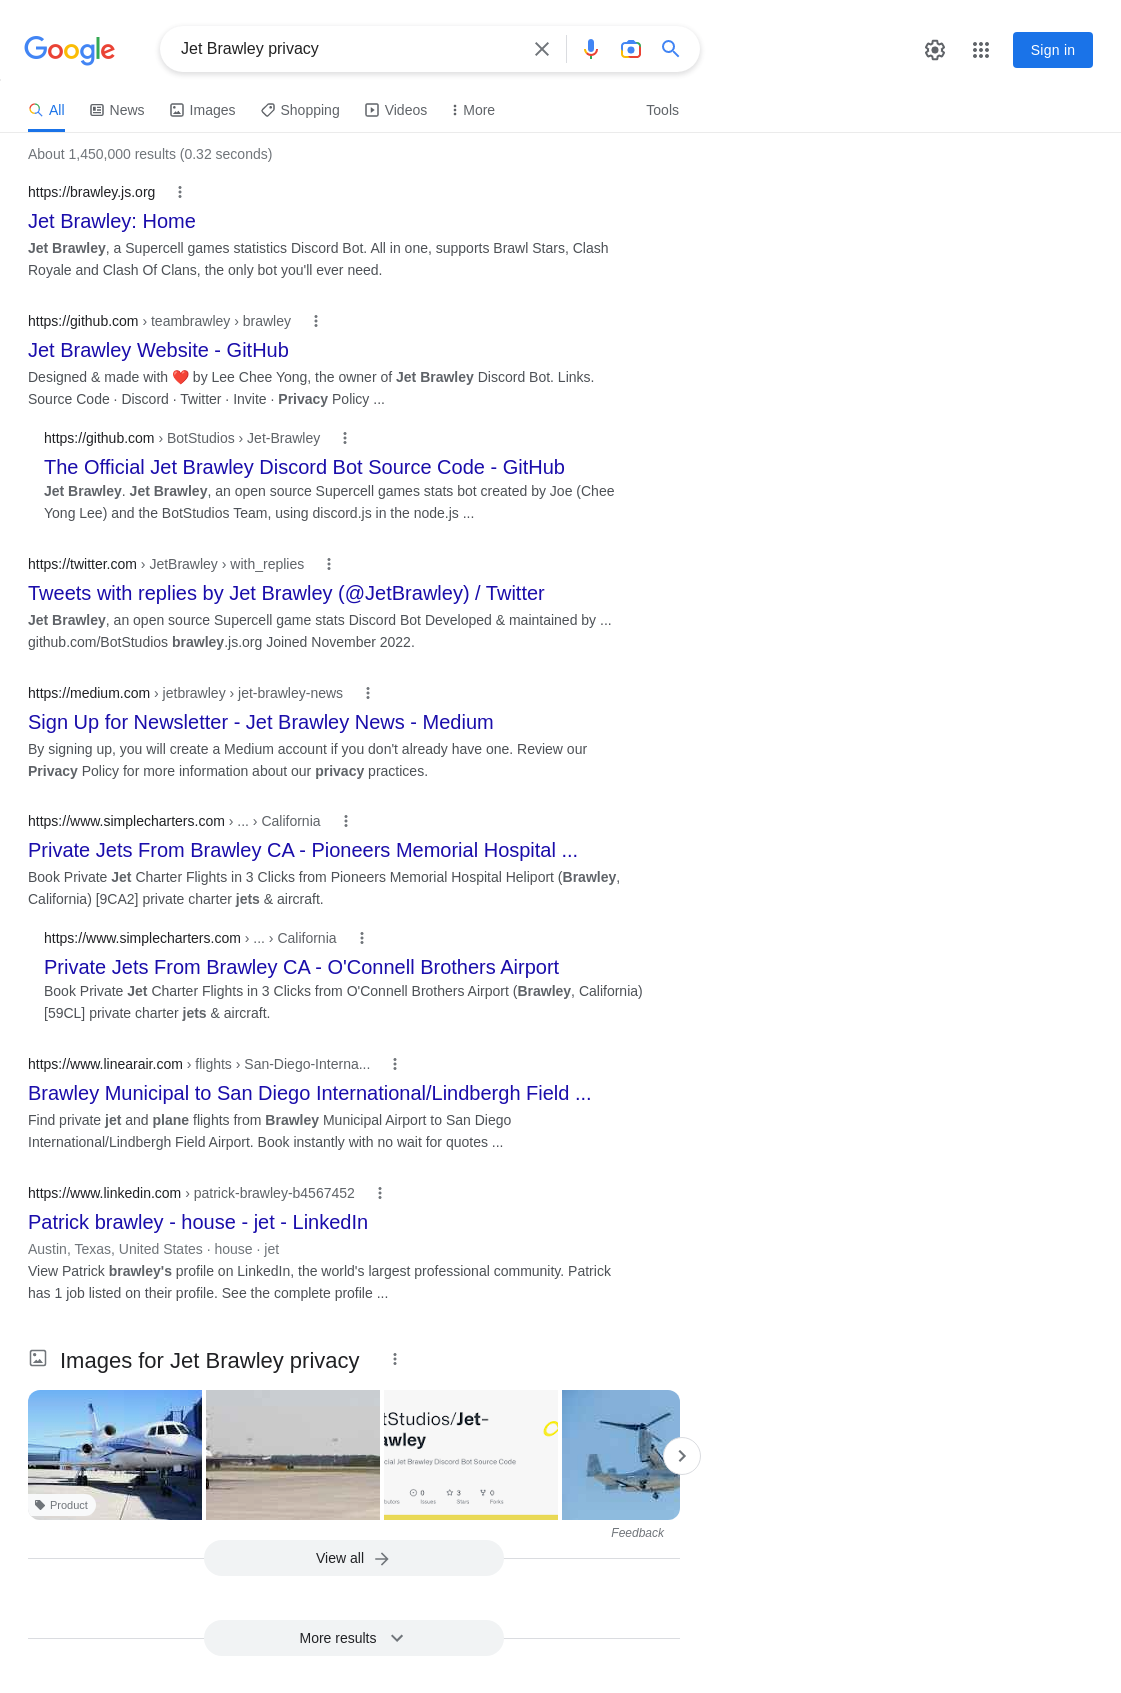 Google
Jet Brawley privacy
Sign in
All
News
Images
Shopping
Videos
More
Tools
About 1,450,000 results (0.32 seconds)
https://brawley.js.org
Jet Brawley: Home
Jet Brawley, a Supercell games statistics Discord Bot. All in one, supports Brawl Stars, Clash
Royale and Clash Of Clans, the only bot you'll ever need.
https://github.com › teambrawley › brawley
Jet Brawley Website - GitHub
Designed & made with ❤️ by Lee Chee Yong, the owner of Jet Brawley Discord Bot. Links.
Source Code · Discord · Twitter · Invite · Privacy Policy ...
https://github.com › BotStudios › Jet-Brawley
The Official Jet Brawley Discord Bot Source Code - GitHub
Jet Brawley. Jet Brawley, an open source Supercell games stats bot created by Joe (Chee
Yong Lee) and the BotStudios Team, using discord.js in the node.js ...
https://twitter.com › JetBrawley › with_replies
Tweets with replies by Jet Brawley (@JetBrawley) / Twitter
Jet Brawley, an open source Supercell game stats Discord Bot Developed & maintained by ...
github.com/BotStudios brawley.js.org Joined November 2022.
https://medium.com › jetbrawley › jet-brawley-news
Sign Up for Newsletter - Jet Brawley News - Medium
By signing up, you will create a Medium account if you don't already have one. Review our
Privacy Policy for more information about our privacy practices.
https://www.simplecharters.com › ... › California
Private Jets From Brawley CA - Pioneers Memorial Hospital ...
Book Private Jet Charter Flights in 3 Clicks from Pioneers Memorial Hospital Heliport (Brawley,
California) [9CA2] private charter jets & aircraft.
https://www.simplecharters.com › ... › California
Private Jets From Brawley CA - O'Connell Brothers Airport
Book Private Jet Charter Flights in 3 Clicks from O'Connell Brothers Airport (Brawley, California)
[59CL] private charter jets & aircraft.
https://www.linearair.com › flights › San-Diego-Interna...
Brawley Municipal to San Diego International/Lindbergh Field ...
Find private jet and plane flights from Brawley Municipal Airport to San Diego
International/Lindbergh Field Airport. Book instantly with no wait for quotes ...
https://www.linkedin.com › patrick-brawley-b4567452
Patrick brawley - house - jet - LinkedIn
Austin, Texas, United States · house · jet
View Patrick brawley's profile on LinkedIn, the world's largest professional community. Patrick
has 1 job listed on their profile. See the complete profile ...
Images for Jet Brawley privacy
Product
tStudios/Jet-
awley
cial Jet Brawley Discord Bot Source Code
0
3
0
butors
Issues
Stars
Forks
Feedback
View all
More results